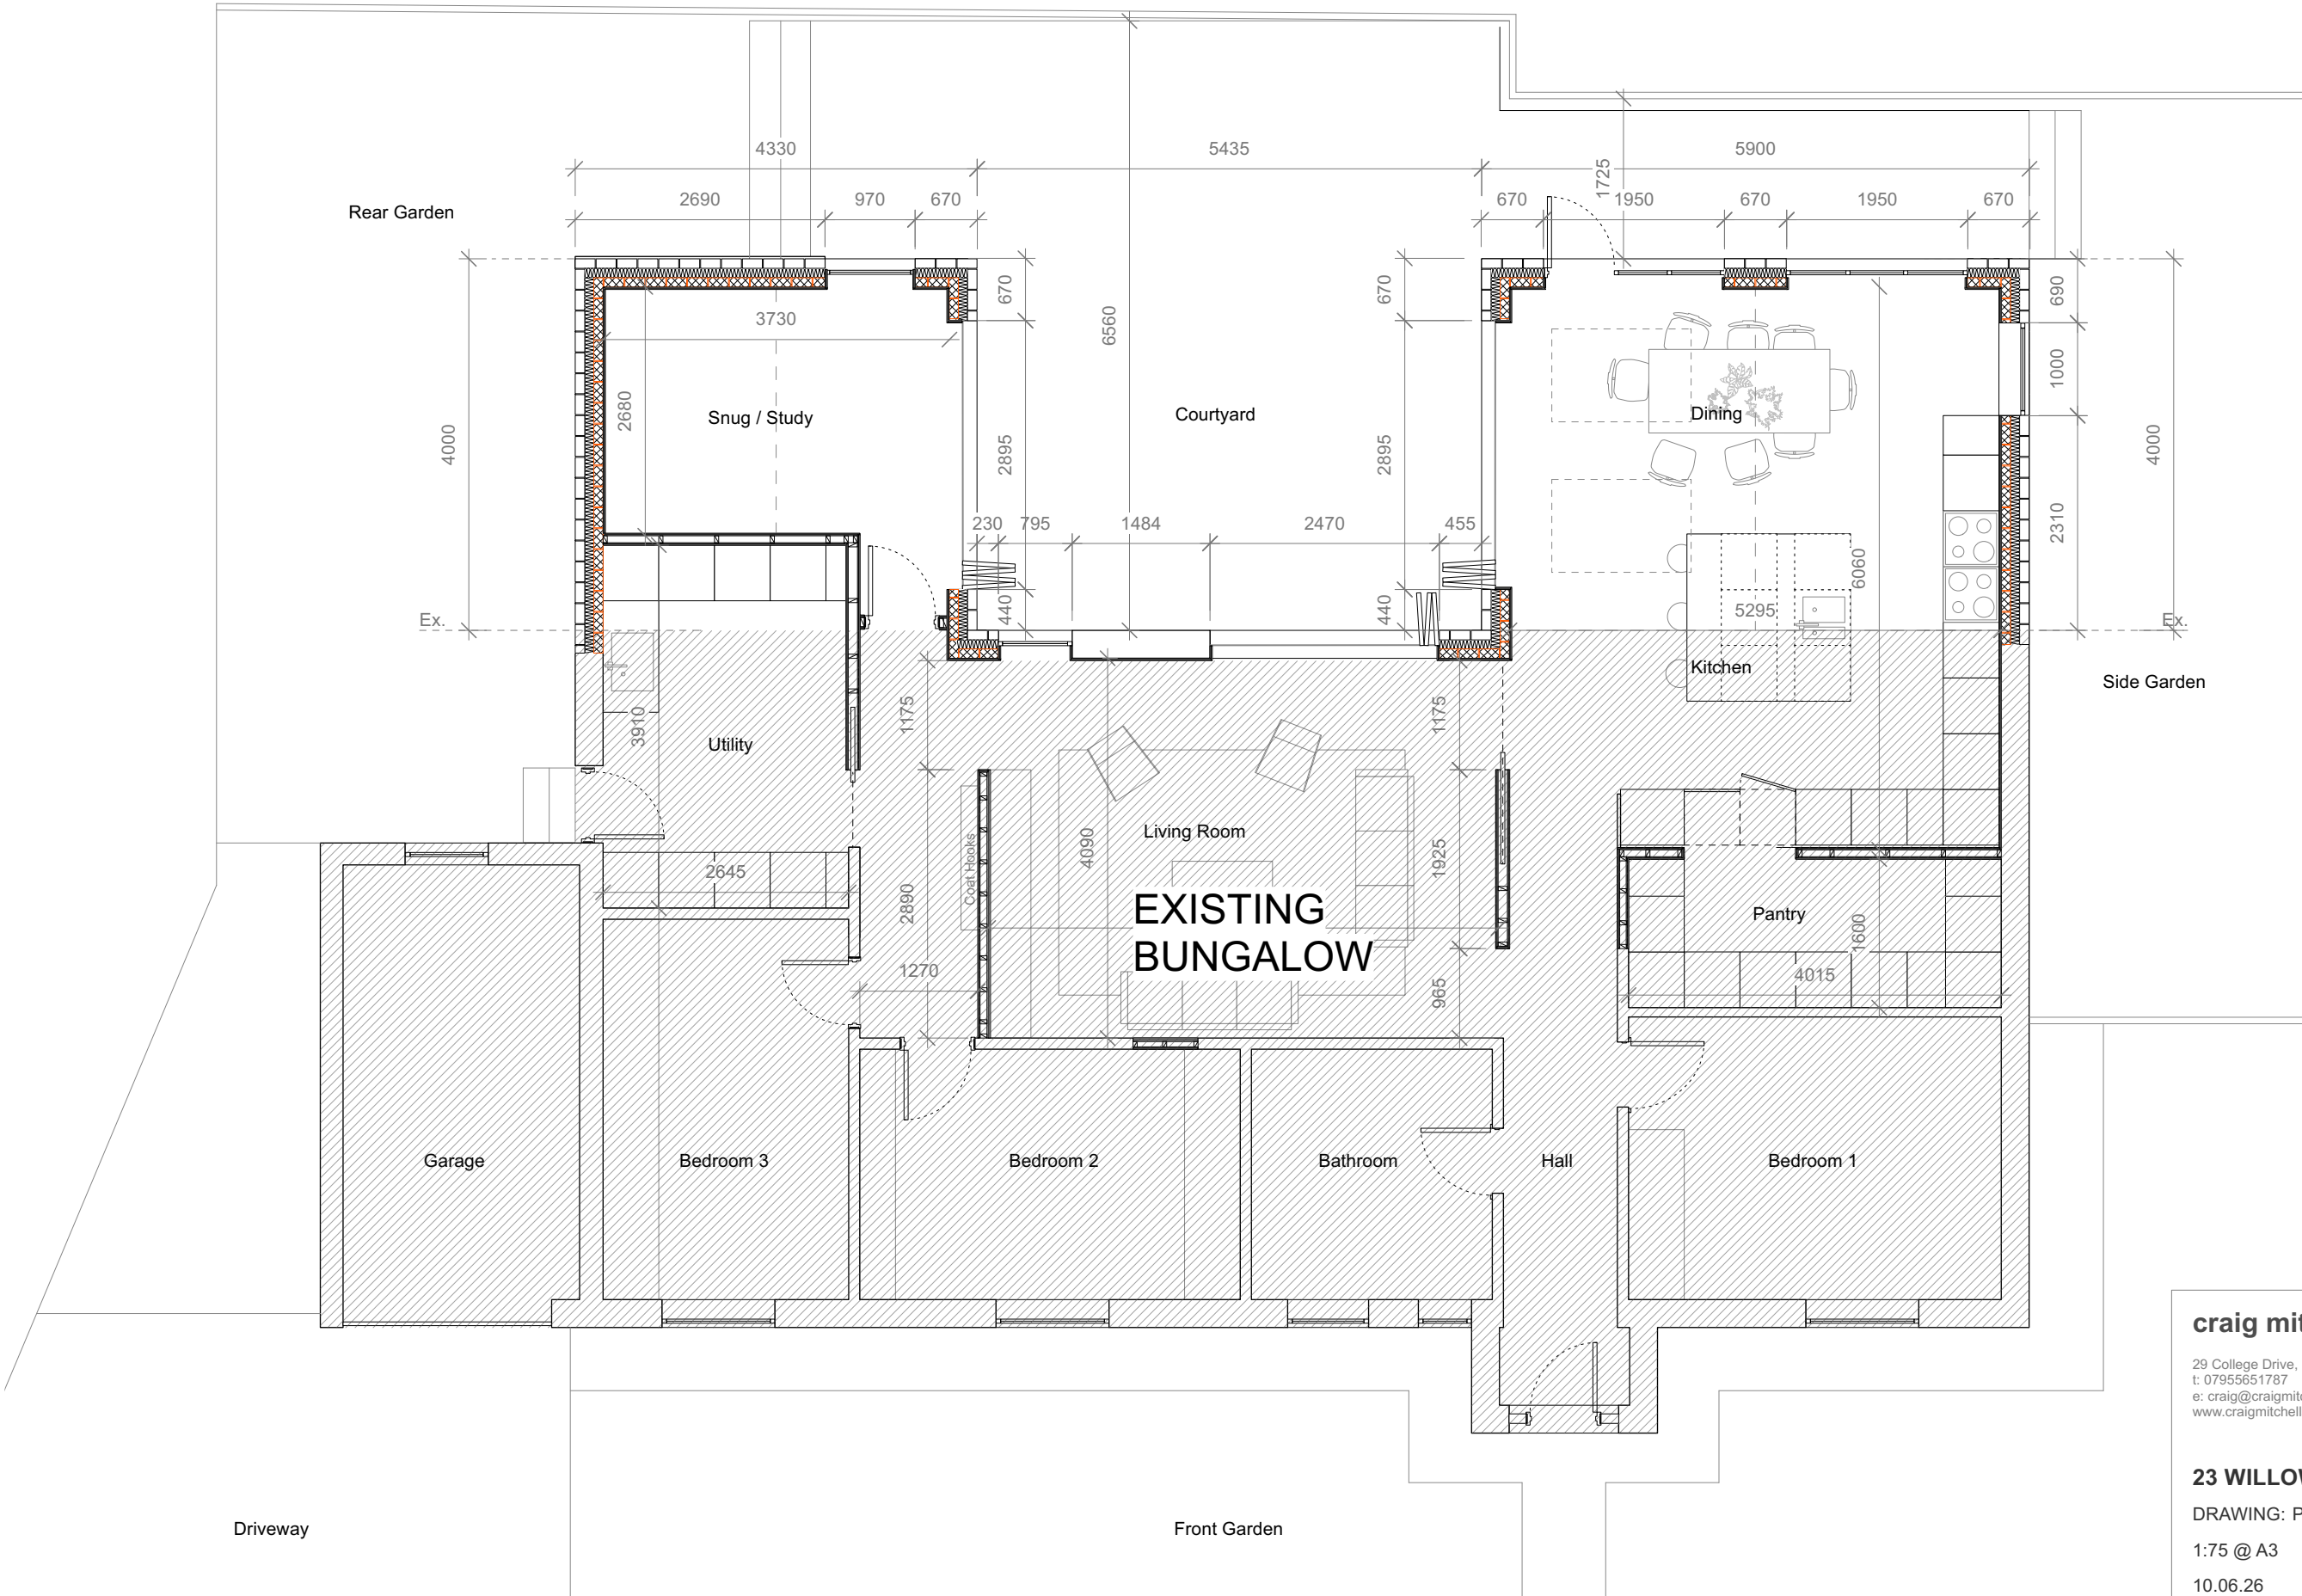 4330
5435
5900
1725
2690
970
670
670
1950
670
1950
670
Rear Garden
670
6560
670
690
3730
1000
2680
Snug / Study
Courtyard
Dining
4000
2895
2895
4000
2310
230
795
1484
2470
455
6060
5295
440
440
Ex.
Ex.
Kitchen
Side Garden
3910
1175
1175
Utility
Living Room
Coat Hooks
4090
1925
2645
2890
EXISTING
BUNGALOW
Pantry
1600
1270
4015
965
Garage
Bedroom 3
Bedroom 2
Bathroom
Hall
Bedroom 1
Driveway
Front Garden
craig mit
29 College Drive,
t: 07955651787
e: craig@craigmit
www.craigmitchell
23 WILLOW
DRAWING: P
1:75 @ A3
10.06.26